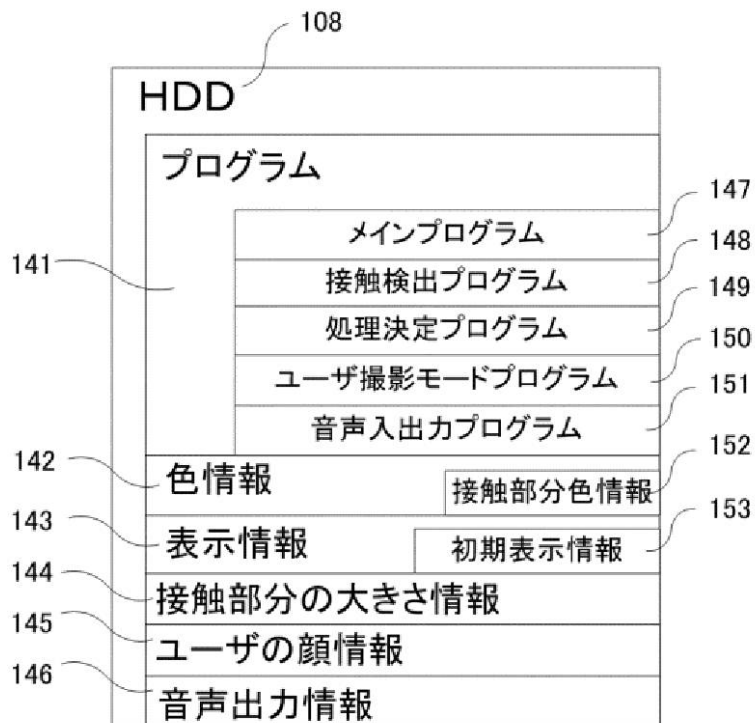 108
HDD
プログラム
147
メインプログラム
148
141
接触検出プログラム
149
処理決定プログラム
150
ユーザ撮影モードプログラム
151
音声入出力プログラム
142
152
色情報
接触部分色情報
143
153
表示情報
初期表示情報
144
接触部分の大きさ情報
145
ユーザの顔情報
146
音声出力情報